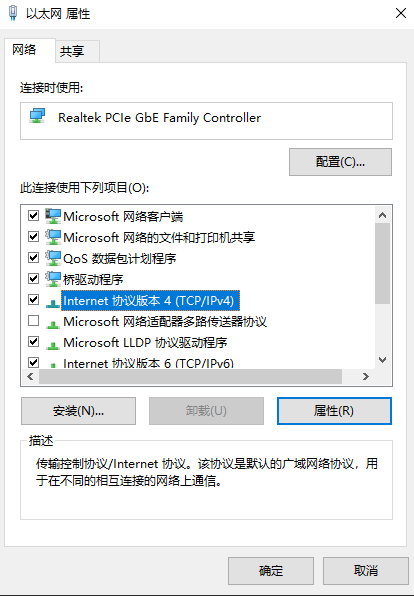 以太网 属性
网络
共享
连接时使用:
Realtek PCIe GbE Family Controller
配置(C)...
此连接使用下列项目(O):
Microsoft 网络客户端
Microsoft 网络的文件和打印机共享
QoS 数据包计划程序
桥驱动程序
Internet 协议版本 4 (TCP/IPv4)
Microsoft 网络适配器多路传送器协议
Microsoft LLDP 协议驱动程序
Internet 协议版本 6 (TCP/IPv6)
安装(N)...
卸载(U)
属性(R)
描述
传输控制协议/Internet 协议。该协议是默认的广域网络协议，用
于在不同的相互连接的网络上通信。
确定
取消